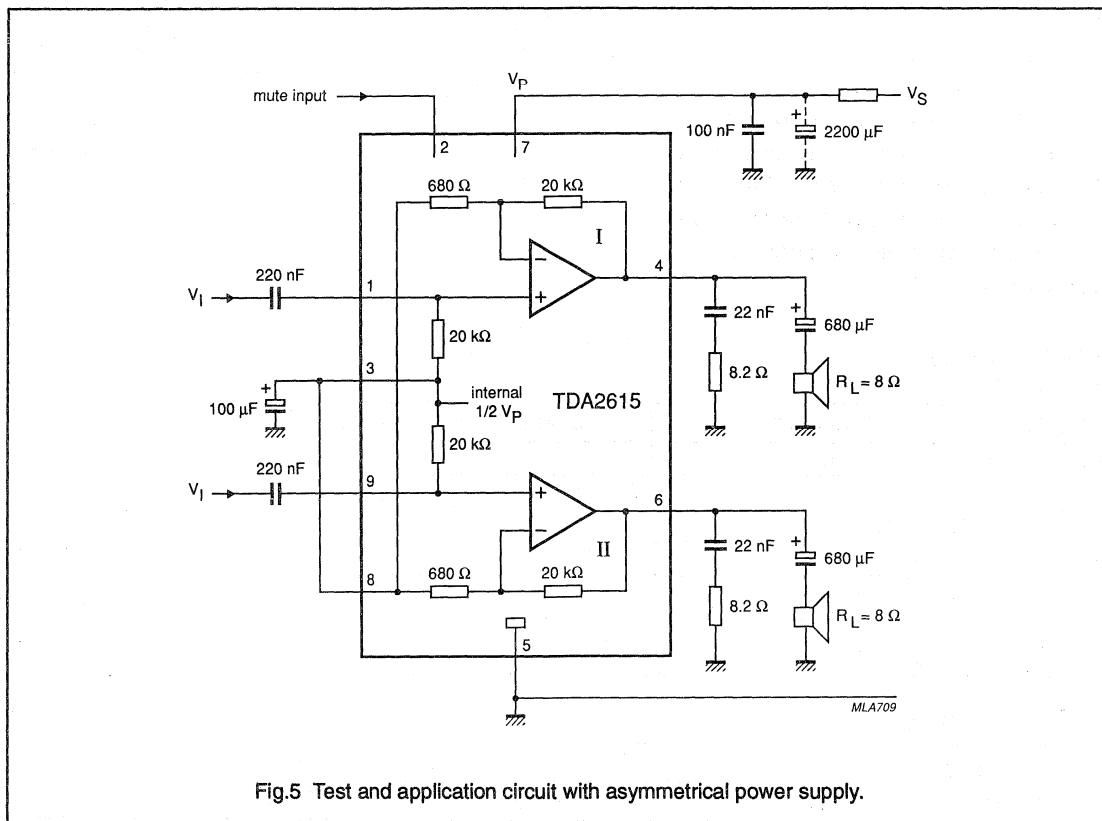 mute input
V_P
V_S
2
7
100 nF
+
2200 µF
680 Ω
20 kΩ
I
−
+
4
220 nF
V_I
1
20 kΩ
22 nF
+
680 µF
8.2 Ω
R_L = 8 Ω
3
+
100 µF
internal
1/2 V_P
TDA2615
20 kΩ
220 nF
V_I
9
+
−
6
II
22 nF
+
680 µF
8
680 Ω
20 kΩ
8.2 Ω
R_L = 8 Ω
5
MLA709
Fig.5 Test and application circuit with asymmetrical power supply.